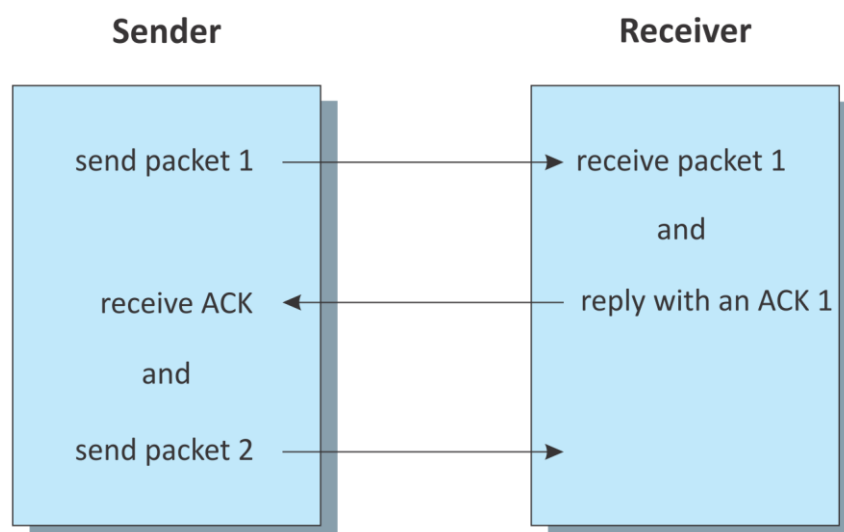 Sender
Receiver
send packet 1
receive packet 1
and
receive ACK
reply with an ACK 1
and
send packet 2